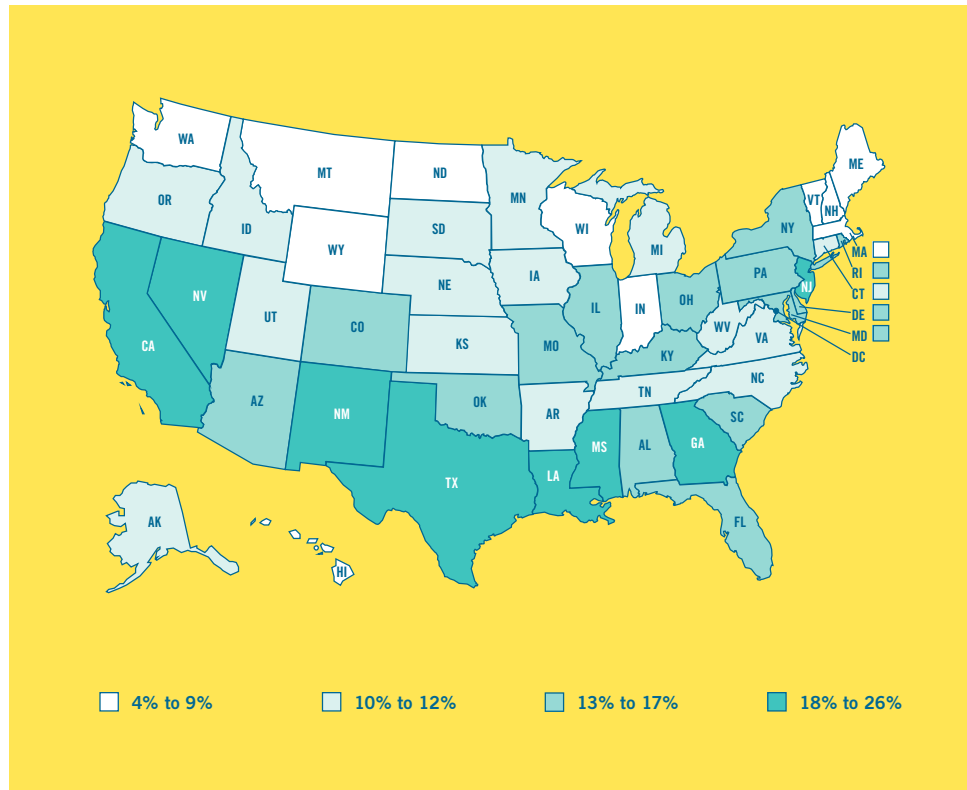 WA
MT
ND
MN
ME
VT
NH
OR
ID
WY
SD
WI
MI
NY
MA
RI
CT
DE
MD
DC
NV
UT
CO
NE
IA
IL
IN
OH
PA
NJ
CA
KS
MO
KY
WV
VA
AZ
NM
OK
AR
TN
NC
SC
TX
LA
MS
AL
GA
FL
AK
HI
4% to 9%
10% to 12%
13% to 17%
18% to 26%